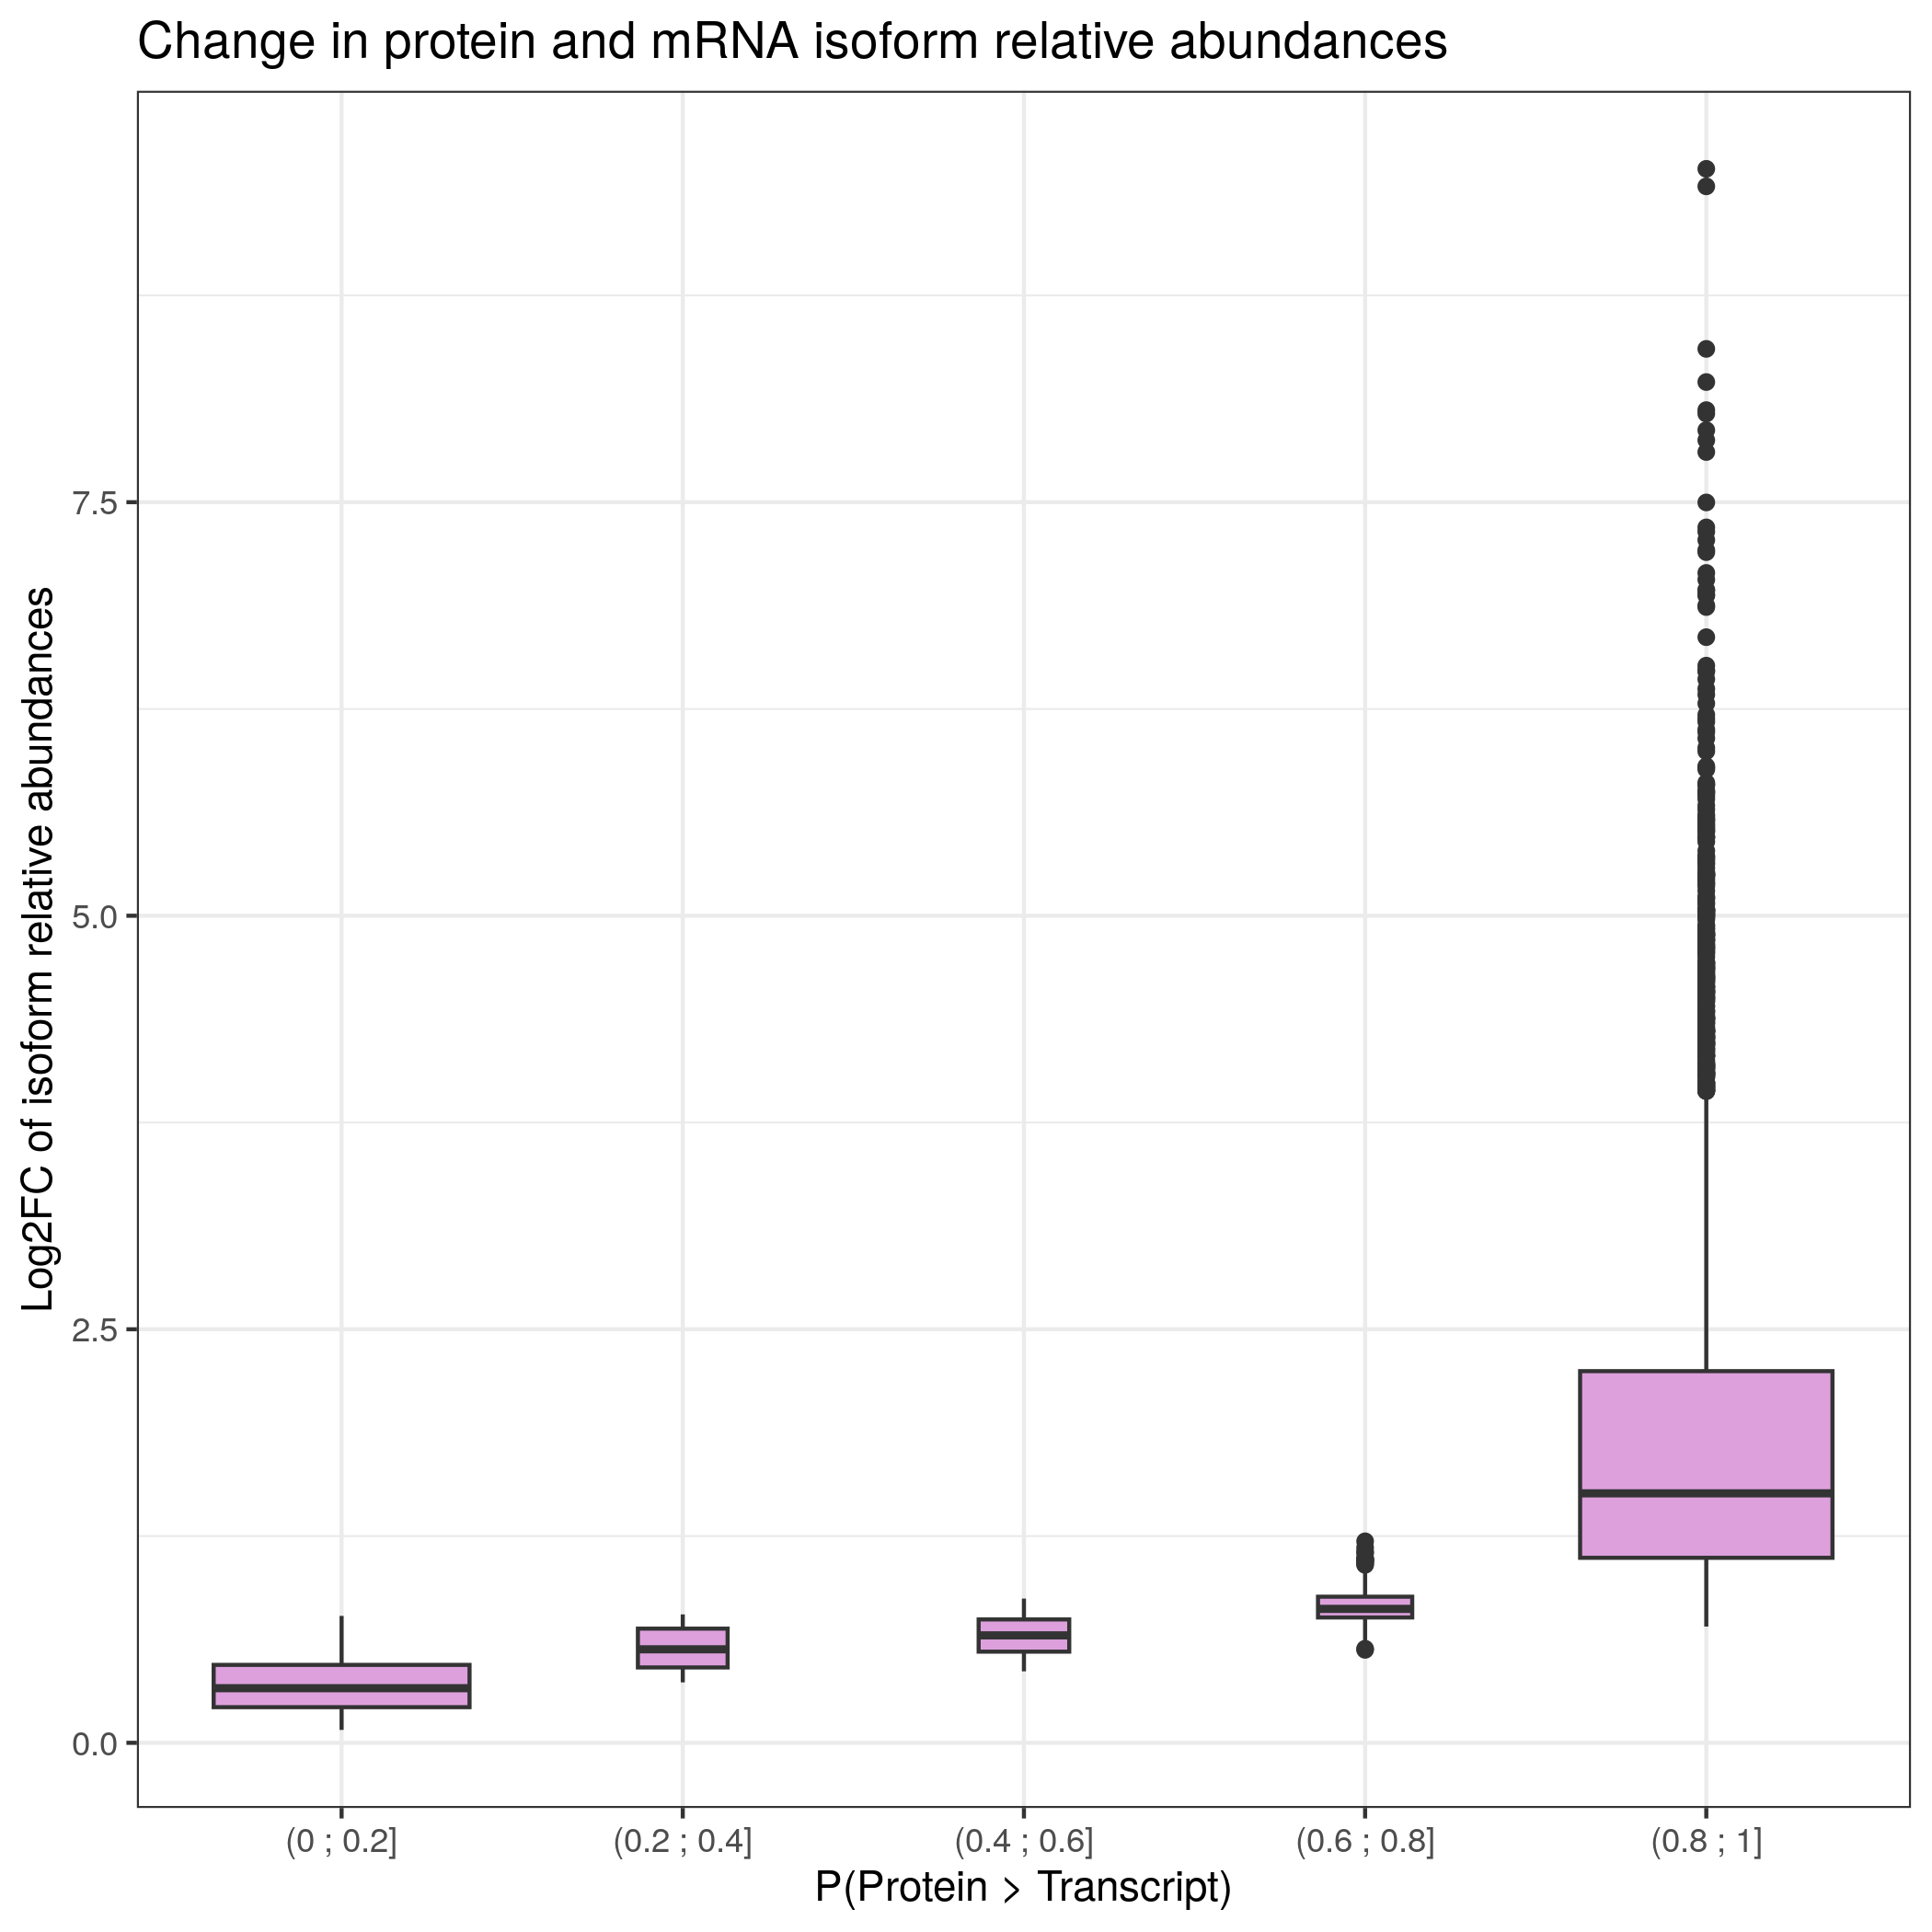 Change in protein and mRNA isoform relative abundances
Log2FC of isoform relative abundances
7.5
5.0
2.5
0.0
(0 ; 0.2]
(0.2 ; 0.4]
(0.4 ; 0.6]
(0.6 ; 0.8]
(0.8 ; 1]
P(Protein > Transcript)